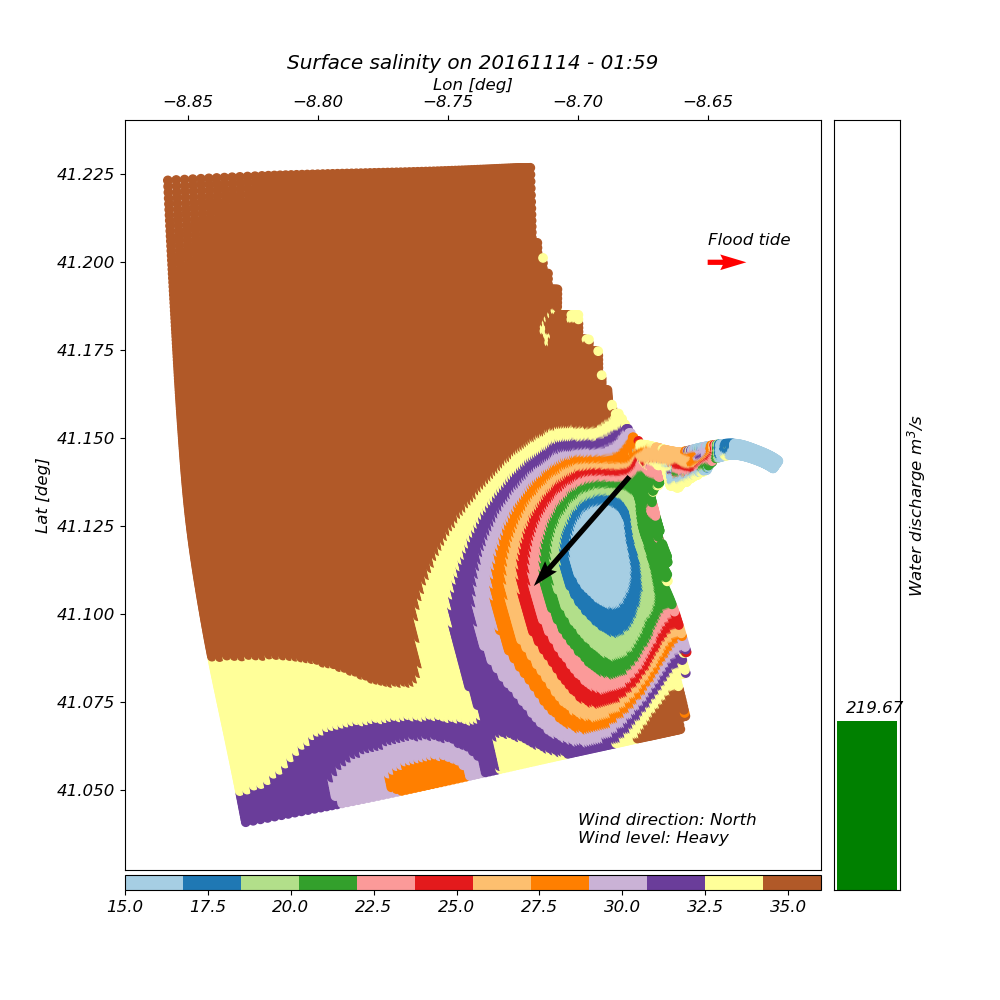 Surface salinity on 20161114 - 01:59
Lon [deg]
−8.85 −8.80 −8.75 −8.70 −8.65
41.225
41.200
41.175
41.150
41.125
41.100
41.075
41.050
Lat [deg]
Flood tide
Wind direction: North
Wind level: Heavy
15.0 17.5 20.0 22.5 25.0 27.5 30.0 32.5 35.0
219.67
Water discharge m³/s